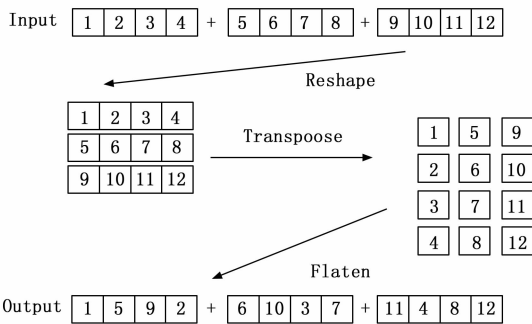 Input 1 2 3 4 + 5 6 7 8 + 9 10 11 12
Reshape
1 2 3 4
5 6 7 8
9 10 11 12
Transpoose
1 5 9
2 6 10
3 7 11
4 8 12
Flaten
Output 1 5 9 2 + 6 10 3 7 + 11 4 8 12